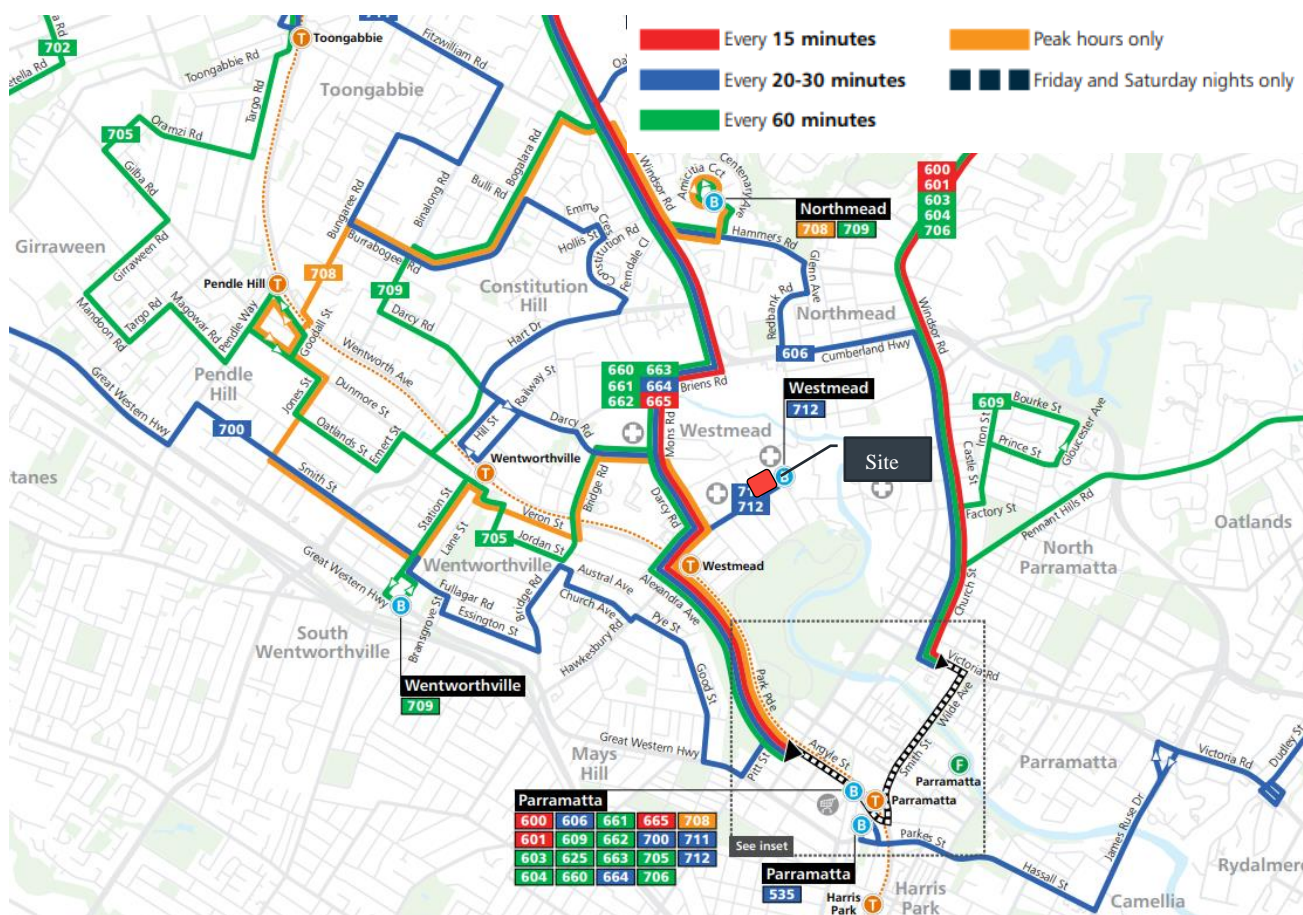 Every 15 minutes
Every 20-30 minutes
Every 60 minutes
Peak hours only
Friday and Saturday nights only
702
Toongabbie
Fitzwilliam Rd
Toongabbie Rd
Targo Rd
Toongabbie
705
Oramzi Rd
Gilba Rd
Bogalara Rd
Bulli Rd
Binalong Rd
Bungaree Rd
Windsor Rd
Amicitia Cct
Centenary Ave
B
Northmead
708 709
600
601
603
604
706
Girraween
Girraween Rd
Emma Cres
Hollis St
Constitution Rd
Ferndale Cl
Hammers Rd
Glenn Ave
Burrabogee Rd
Pendle Hill
T
708
709
Constitution
Hill
Darcy Rd
Redbank Rd
Northmead
Windsor Rd
Mandoon Rd
Targo Rd
Magowar Rd
Pendle Way
Goodall St
Hart Dr
606
Cumberland Hwy
Wentworth Ave
Pendle
Hill
Great Western Hwy
Jones St
Dunmore St
Railway St
660 663
661 664
662 665
Briens Rd
Westmead
712
609
Bourke St
Iron St
Prince St
Gloucester Ave
Castle St
700
Oatlands St
Emert St
Hill St
Darcy Rd
Mons Rd
Westmead
Site
tanes
Wentworthville
T
Smith St
Station St
Bridge Rd
Darcy Rd
B
712
Factory St
Pennant Hills Rd
Oatlands
Lane St
Veron St
705
Jordan St
Wentworthville
T
Westmead
North
Parramatta
Great Western Hwy
Fullagar Rd
Bridge Rd
Austral Ave
Church Ave
Alexandra Ave
Church St
B
Essington St
Bransgrove St
Pye St
Hawkesbury Rd
South
Wentworthville
Wentworthville
709
Good St
Park Pde
Victoria Rd
Wilde Ave
Great Western Hwy
Mays
Hill
Pitt St
Argyle St
Smith St
F
Parramatta
Parramatta
Victoria Rd
Dudley St
B
T
Parramatta
Parramatta
600 606 661 665 708
601 609 662 700 711
603 625 663 705 712
604 660 664 706
See inset
B
Parkes St
James Ruse Dr
Parramatta
535
Hassall St
Rydalmere
Harris
Park
T
Harris
Park
Camellia